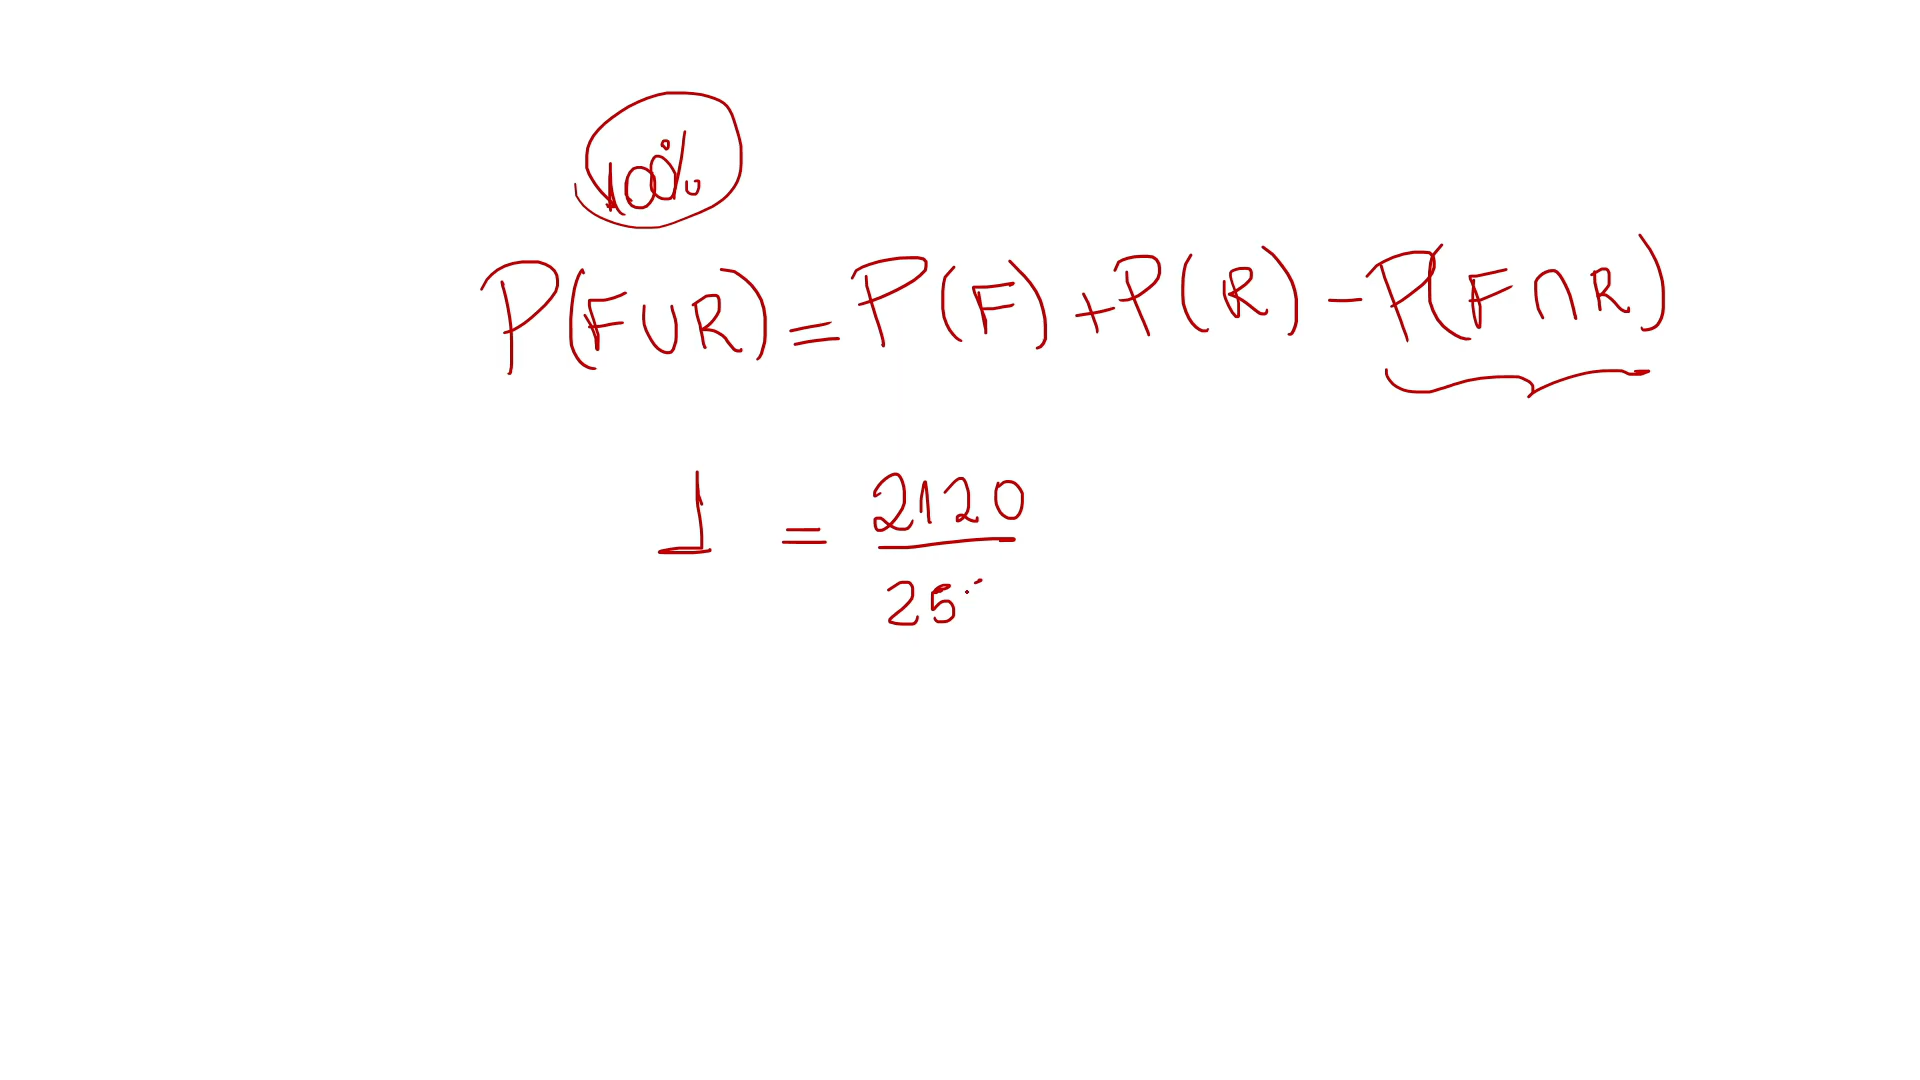 100%
P(F∪R) = P(F) + P(R) - P(F∩R)
1 = 2120
25